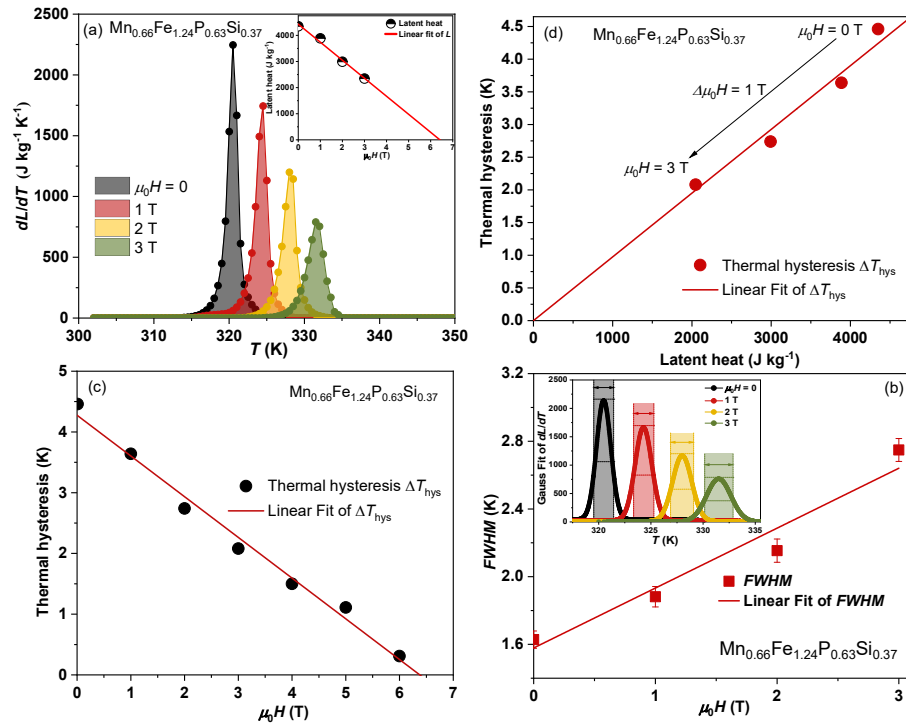 (a)
Mn0.66Fe1.24P0.63Si0.37
2500
2000
1500
1000
500
0
dL/dT (J kg-1 K-1)
300
310
320
330
340
350
T (K)
μ0H = 0
1 T
2 T
3 T
Latent heat
Linear fit of L
Latent heat (J kg-1)
4000
3000
2000
1000
0
0 1 2 3 4 5 6 7
μ0H (T)
(d)
Mn0.66Fe1.24P0.63Si0.37
μ0H = 0 T
Δμ0H = 1 T
μ0H = 3 T
Thermal hysteresis (K)
4.5
4.0
3.5
3.0
2.5
2.0
1.5
1.0
0.5
0.0
Thermal hysteresis ΔThys
Linear Fit of ΔThys
0 1000 2000 3000 4000
Latent heat (J kg-1)
(c)
Mn0.66Fe1.24P0.63Si0.37
Thermal hysteresis (K)
5
4
3
2
1
0
Thermal hysteresis ΔThys
Linear Fit of ΔThys
0 1 2 3 4 5 6 7
μ0H (T)
(b)
FWHM (K)
3.2
2.8
2.4
2.0
1.6
1.2
Gauss Fit of dL/dT
2500
2000
1500
1000
500
0
μ0H = 0
1 T
2 T
3 T
320 325 330 335
T (K)
FWHM
Linear Fit of FWHM
Mn0.66Fe1.24P0.63Si0.37
0 1 2 3
μ0H (T)